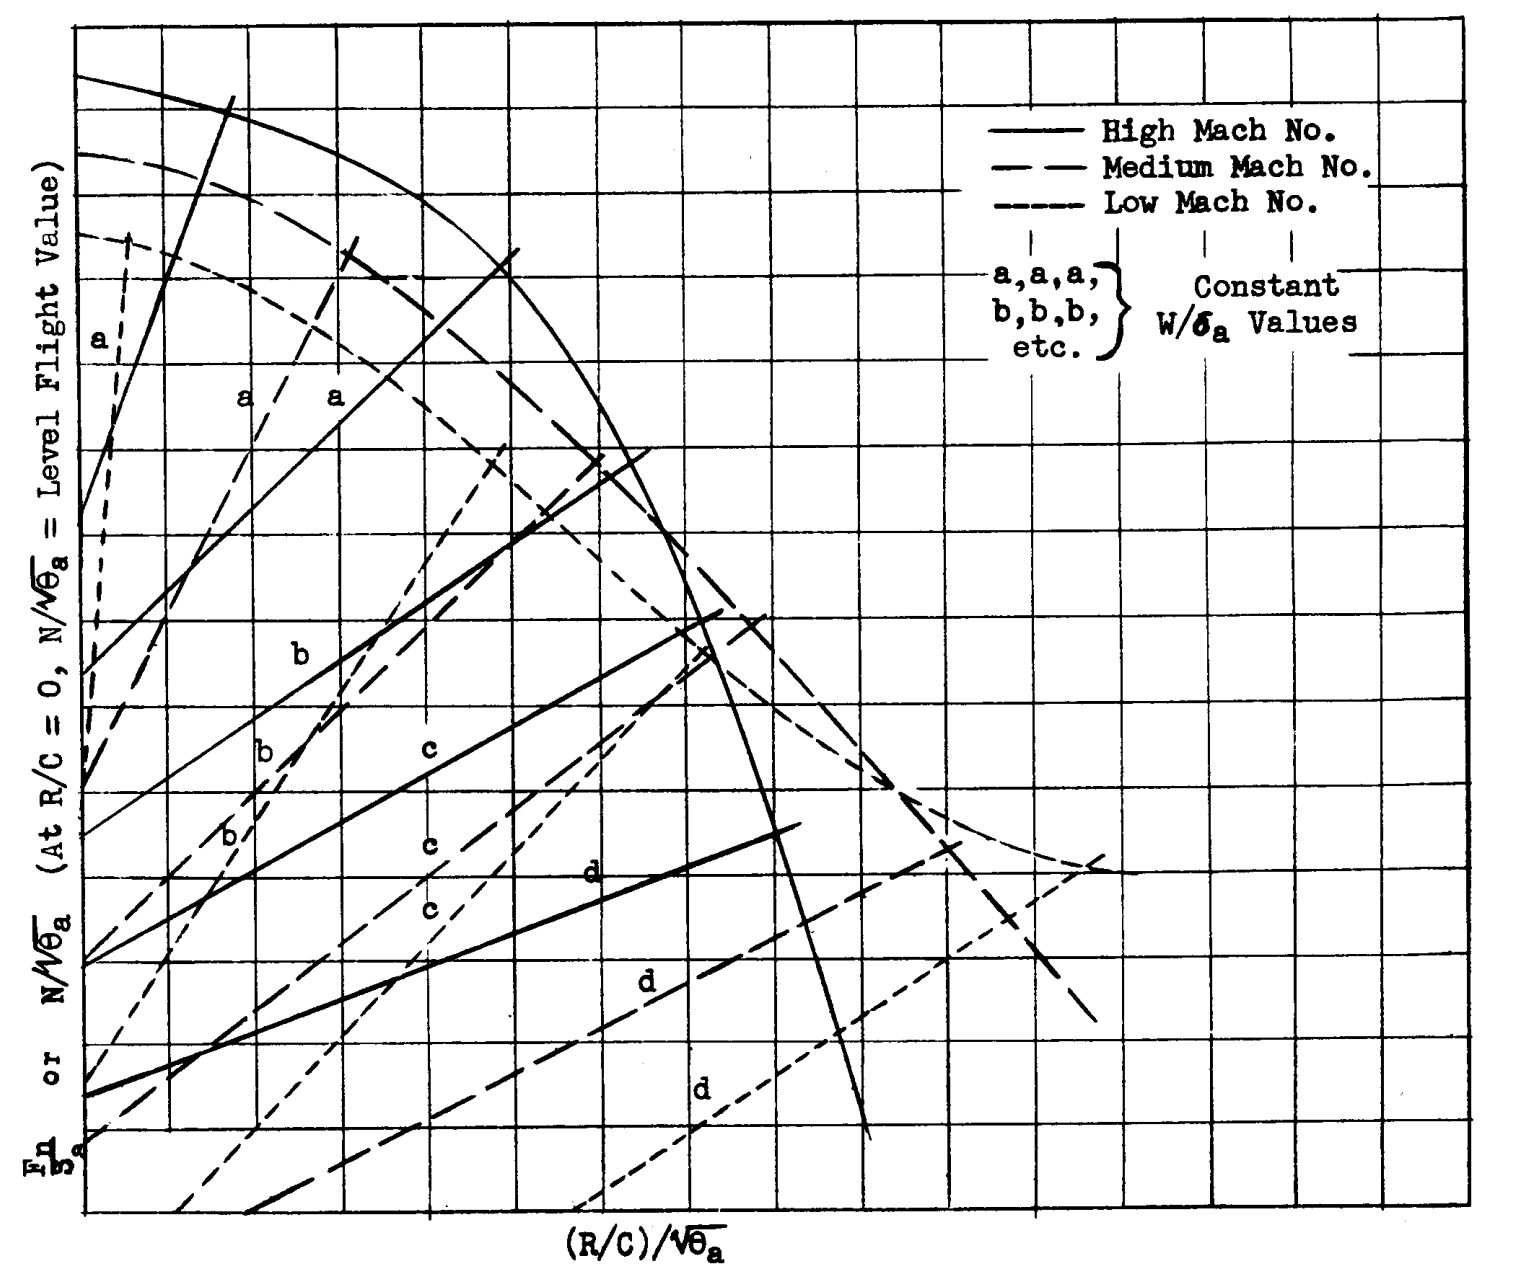 High Mach No.
Medium Mach No.
Low Mach No.
a,a,a,
b,b,b,
etc.
Constant
W/δa Values
Fn/δa or N/√θa (At R/C = 0, N/√θa = Level Flight Value)
a
a
a
b
b
b
c
c
c
d
d
d
(R/C)/√θa